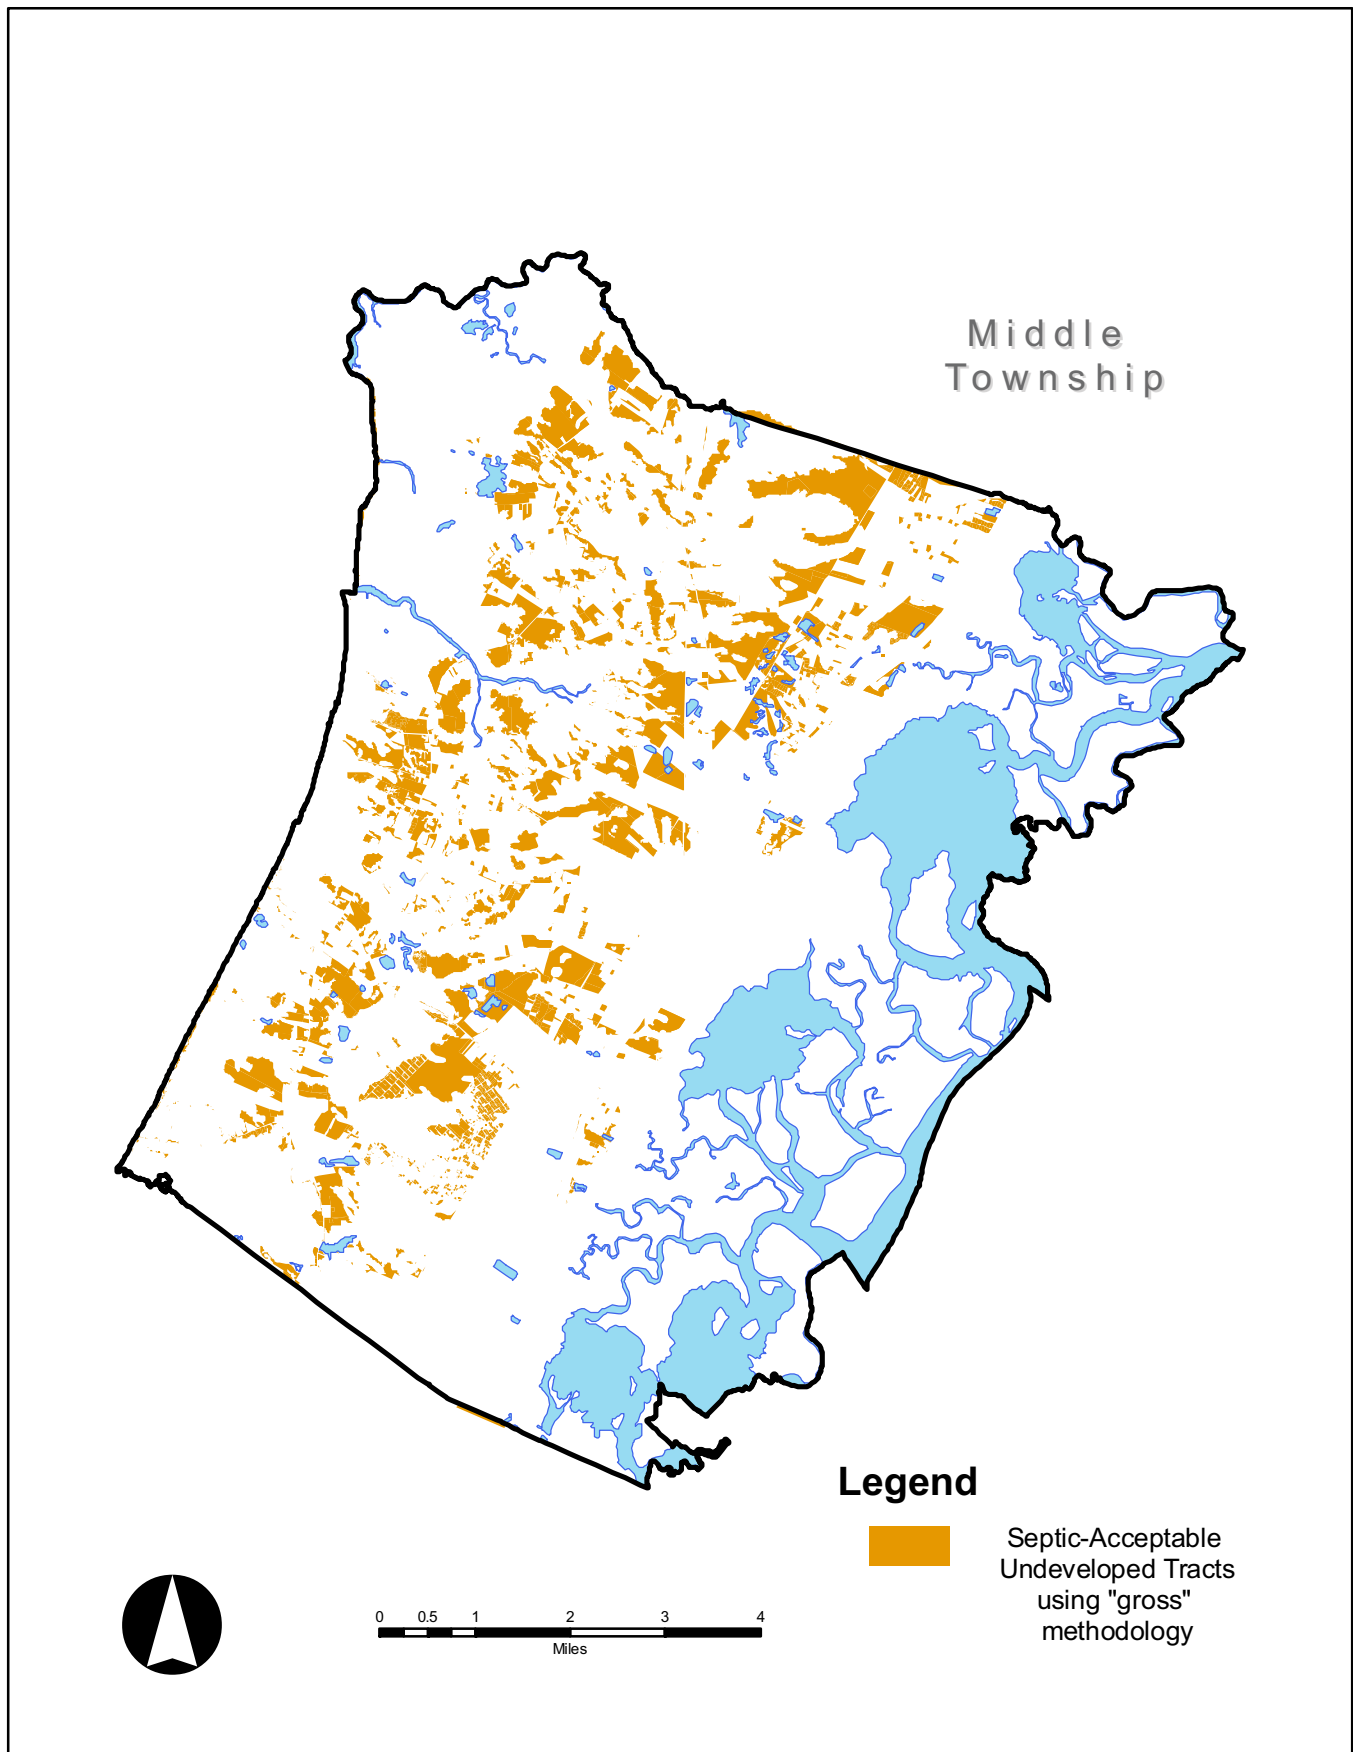 Middle
Township
Legend
Septic-Acceptable
Undeveloped Tracts
using "gross"
methodology
0 0.5 1 2 3 4
Miles